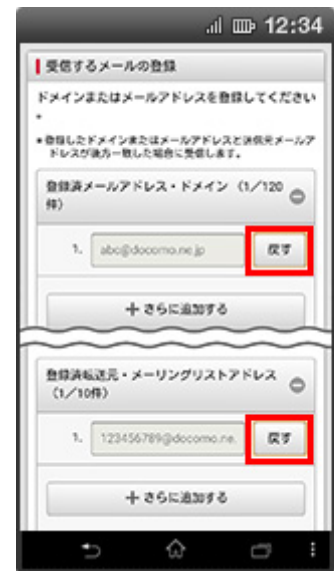 12:34
受信するメールの登録
ドメインまたはメールアドレスを登録してください
。
*登録したドメインまたはメールアドレスと送信元メールア
ドレスが後方一致した場合に受信します。
登録済メールアドレス・ドメイン（1／120
件）
1. abc@docomo.ne.jp 戻す
＋さらに追加する
登録済転送元・メーリングリストアドレス
（1／10件）
1. 123456789@docomo.ne. 戻す
＋さらに追加する